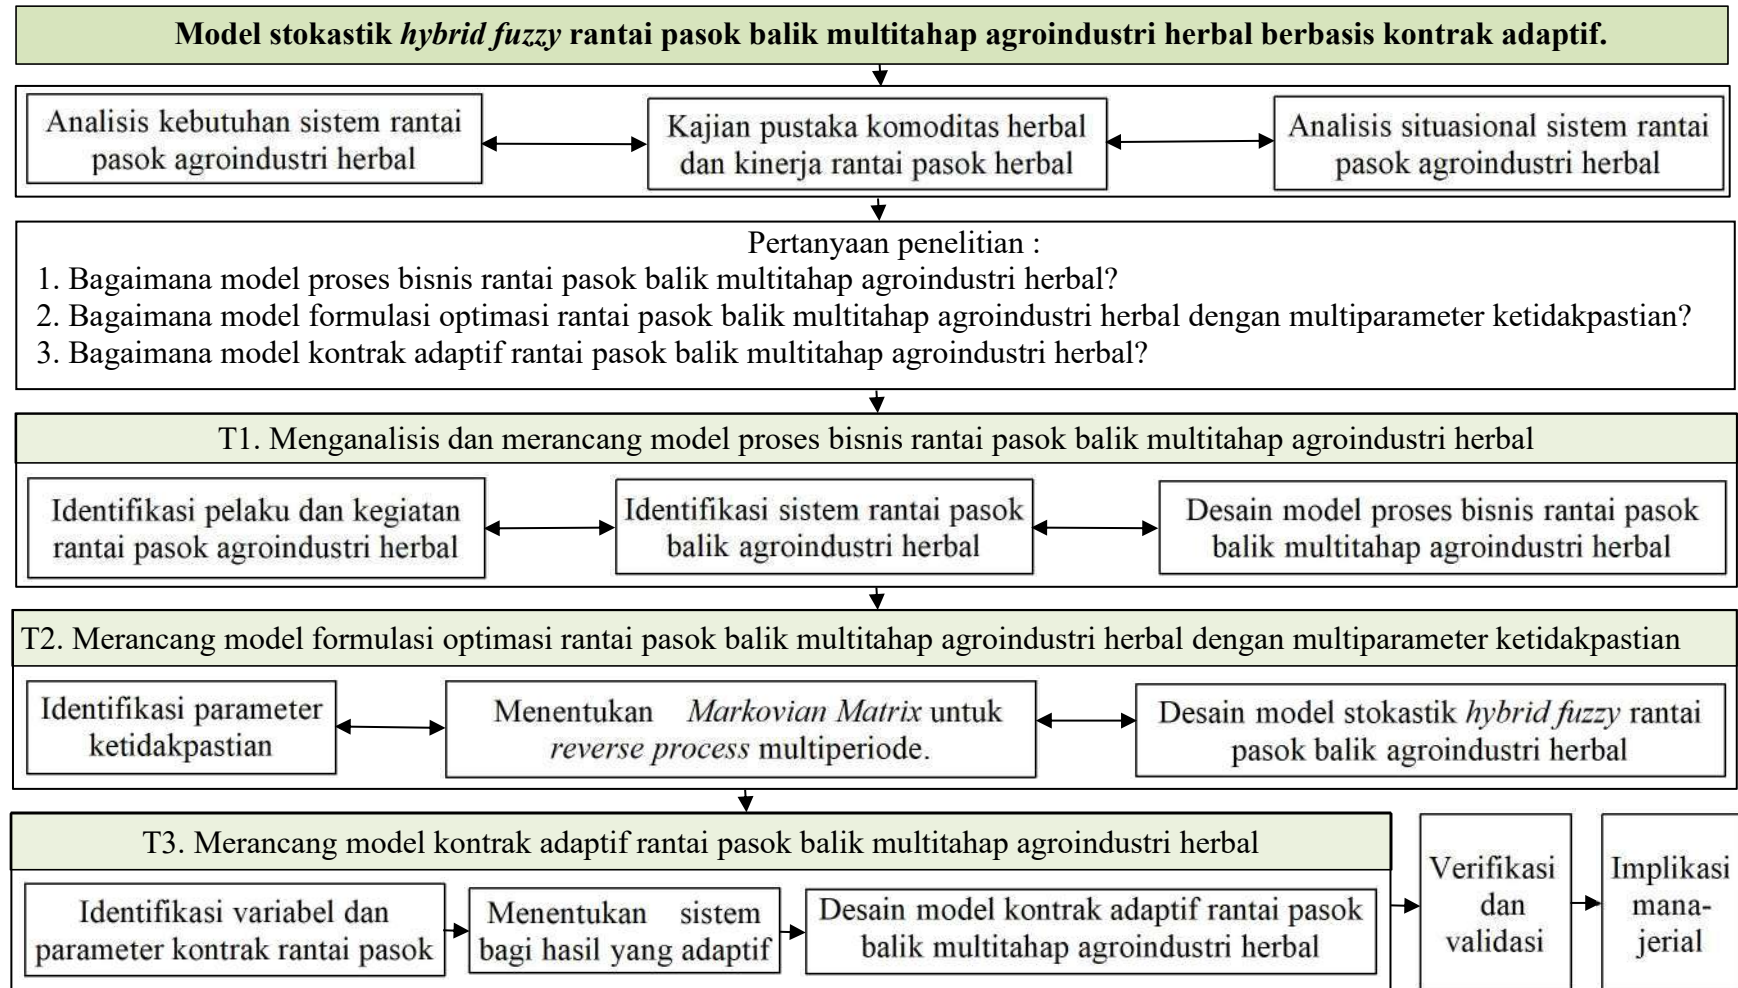 Model stokastik hybrid fuzzy rantai pasok balik multitahap agroindustri herbal berbasis kontrak adaptif.
Analisis kebutuhan sistem rantai
pasok agroindustri herbal
Kajian pustaka komoditas herbal
dan kinerja rantai pasok herbal
Analisis situasional sistem rantai
pasok agroindustri herbal
Pertanyaan penelitian :
1. Bagaimana model proses bisnis rantai pasok balik multitahap agroindustri herbal?
2. Bagaimana model formulasi optimasi rantai pasok balik multitahap agroindustri herbal dengan multiparameter ketidakpastian?
3. Bagaimana model kontrak adaptif rantai pasok balik multitahap agroindustri herbal?
T1. Menganalisis dan merancang model proses bisnis rantai pasok balik multitahap agroindustri herbal
Identifikasi pelaku dan kegiatan
rantai pasok agroindustri herbal
Identifikasi sistem rantai pasok
balik agroindustri herbal
Desain model proses bisnis rantai pasok
balik multitahap agroindustri herbal
T2. Merancang model formulasi optimasi rantai pasok balik multitahap agroindustri herbal dengan multiparameter ketidakpastian
Identifikasi parameter
ketidakpastian
Menentukan Markovian Matrix untuk
reverse process multiperiode.
Desain model stokastik hybrid fuzzy rantai
pasok balik agroindustri herbal
T3. Merancang model kontrak adaptif rantai pasok balik multitahap agroindustri herbal
Identifikasi variabel dan
parameter kontrak rantai pasok
Menentukan sistem
bagi hasil yang adaptif
Desain model kontrak adaptif rantai pasok
balik multitahap agroindustri herbal
Verifikasi
dan
validasi
Implikasi
mana-
jerial